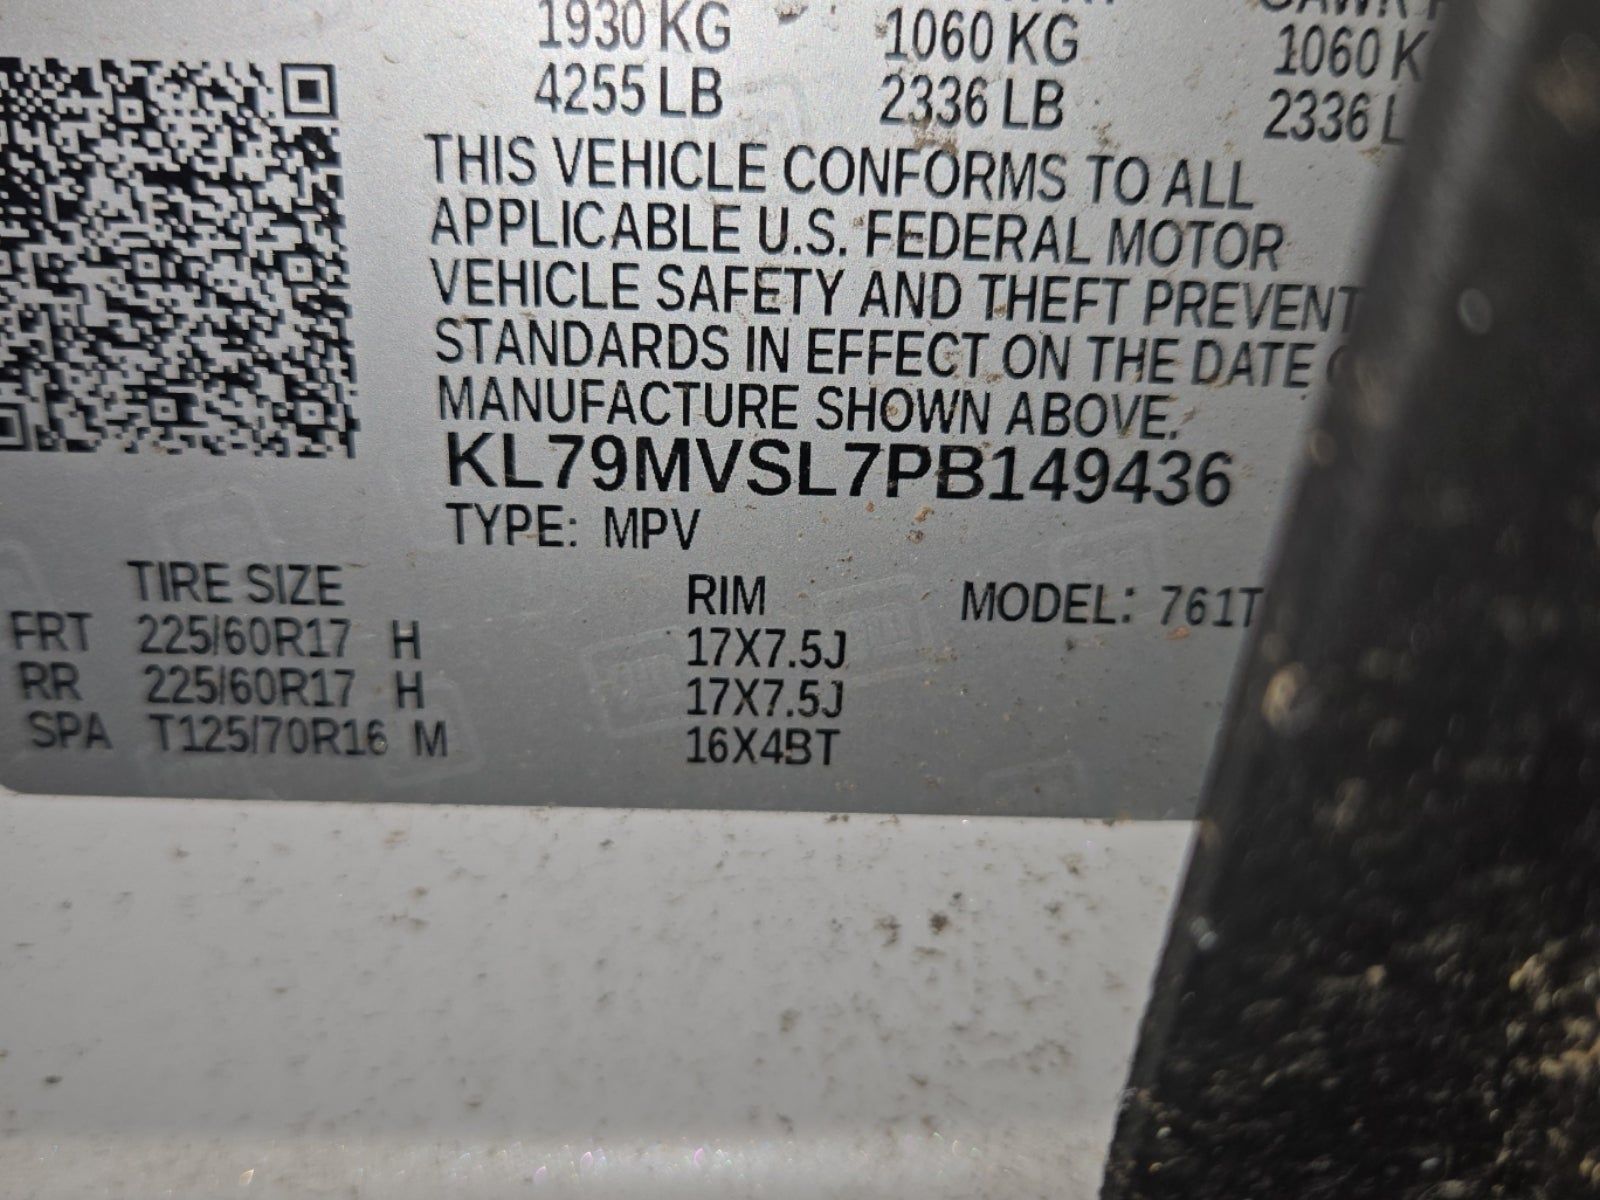 1930 KG 1060 KG 1060 K
4255 LB 2336 LB 2336 L
THIS VEHICLE CONFORMS TO ALL
APPLICABLE U.S. FEDERAL MOTOR
VEHICLE SAFETY AND THEFT PREVENT
STANDARDS IN EFFECT ON THE DATE
MANUFACTURE SHOWN ABOVE.
KL79MVSL7PB149436
TYPE: MPV
TIRE SIZE RIM MODEL: 761T
FRT 225/60R17 H 17X7.5J
RR 225/60R17 H 17X7.5J
SPA T125/70R16 M 16X4BT